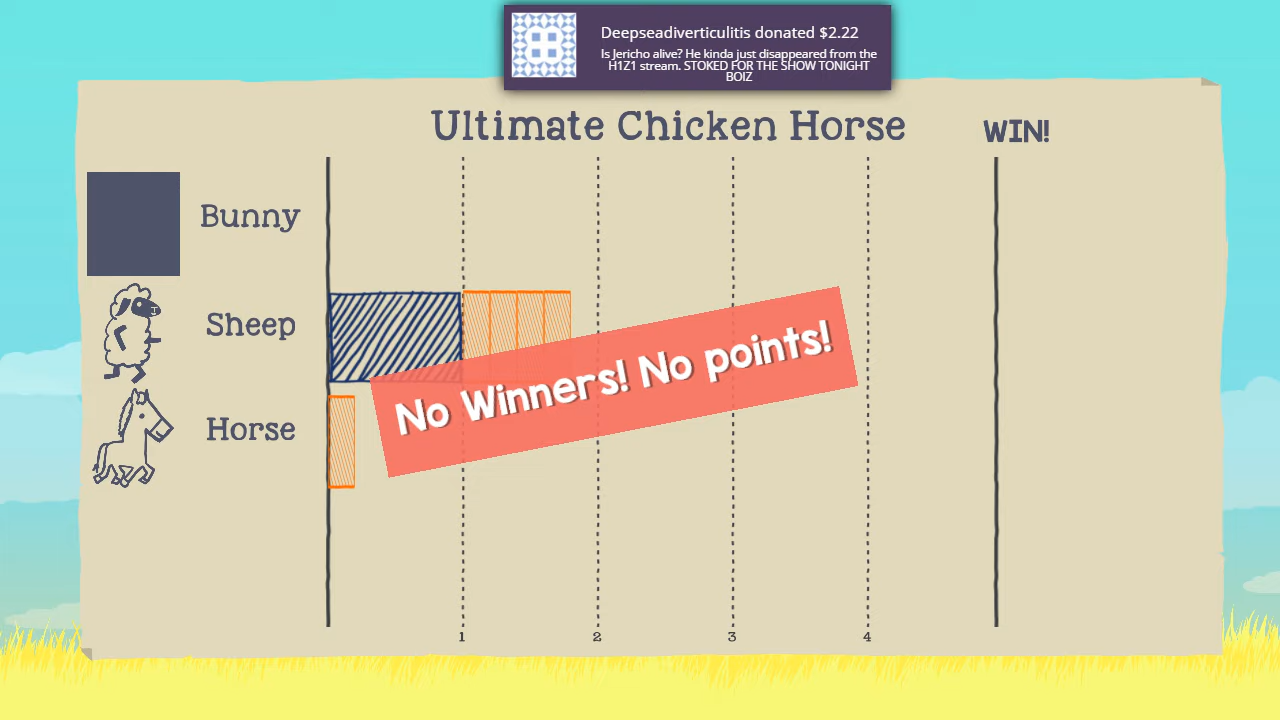 Deepseadiverticulitis donated $2.22
Is Jericho alive? He kinda just disappeared from the
H1Z1 stream. STOKED FOR THE SHOW TONIGHT
BOIZ
Ultimate Chicken Horse
WIN!
Bunny
Sheep
Horse
No Winners! No points!
1 2 3 4